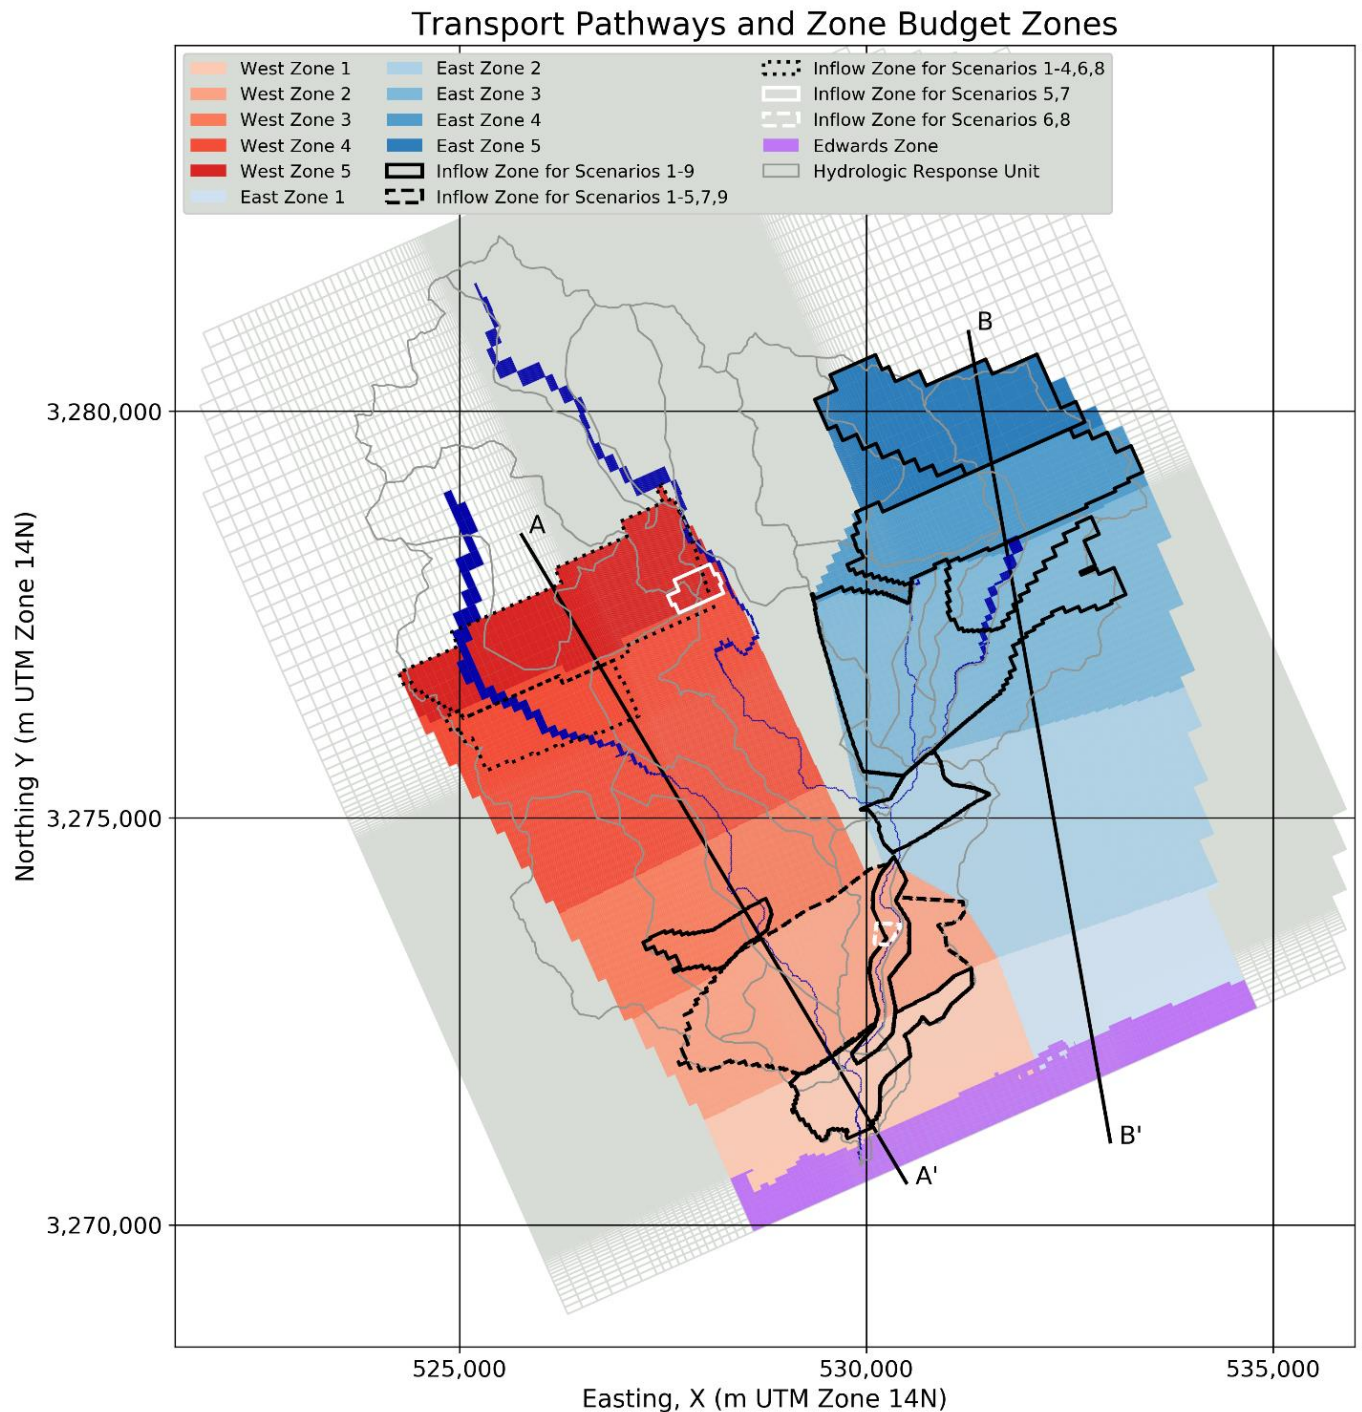 Transport Pathways and Zone Budget Zones
West Zone 1
West Zone 2
West Zone 3
West Zone 4
West Zone 5
East Zone 1
East Zone 2
East Zone 3
East Zone 4
East Zone 5
Inflow Zone for Scenarios 1-9
Inflow Zone for Scenarios 1-5,7,9
Inflow Zone for Scenarios 1-4,6,8
Inflow Zone for Scenarios 5,7
Inflow Zone for Scenarios 6,8
Edwards Zone
Hydrologic Response Unit
B
A
B'
A'
3,280,000
3,275,000
3,270,000
Northing Y (m UTM Zone 14N)
525,000
530,000
535,000
Easting, X (m UTM Zone 14N)